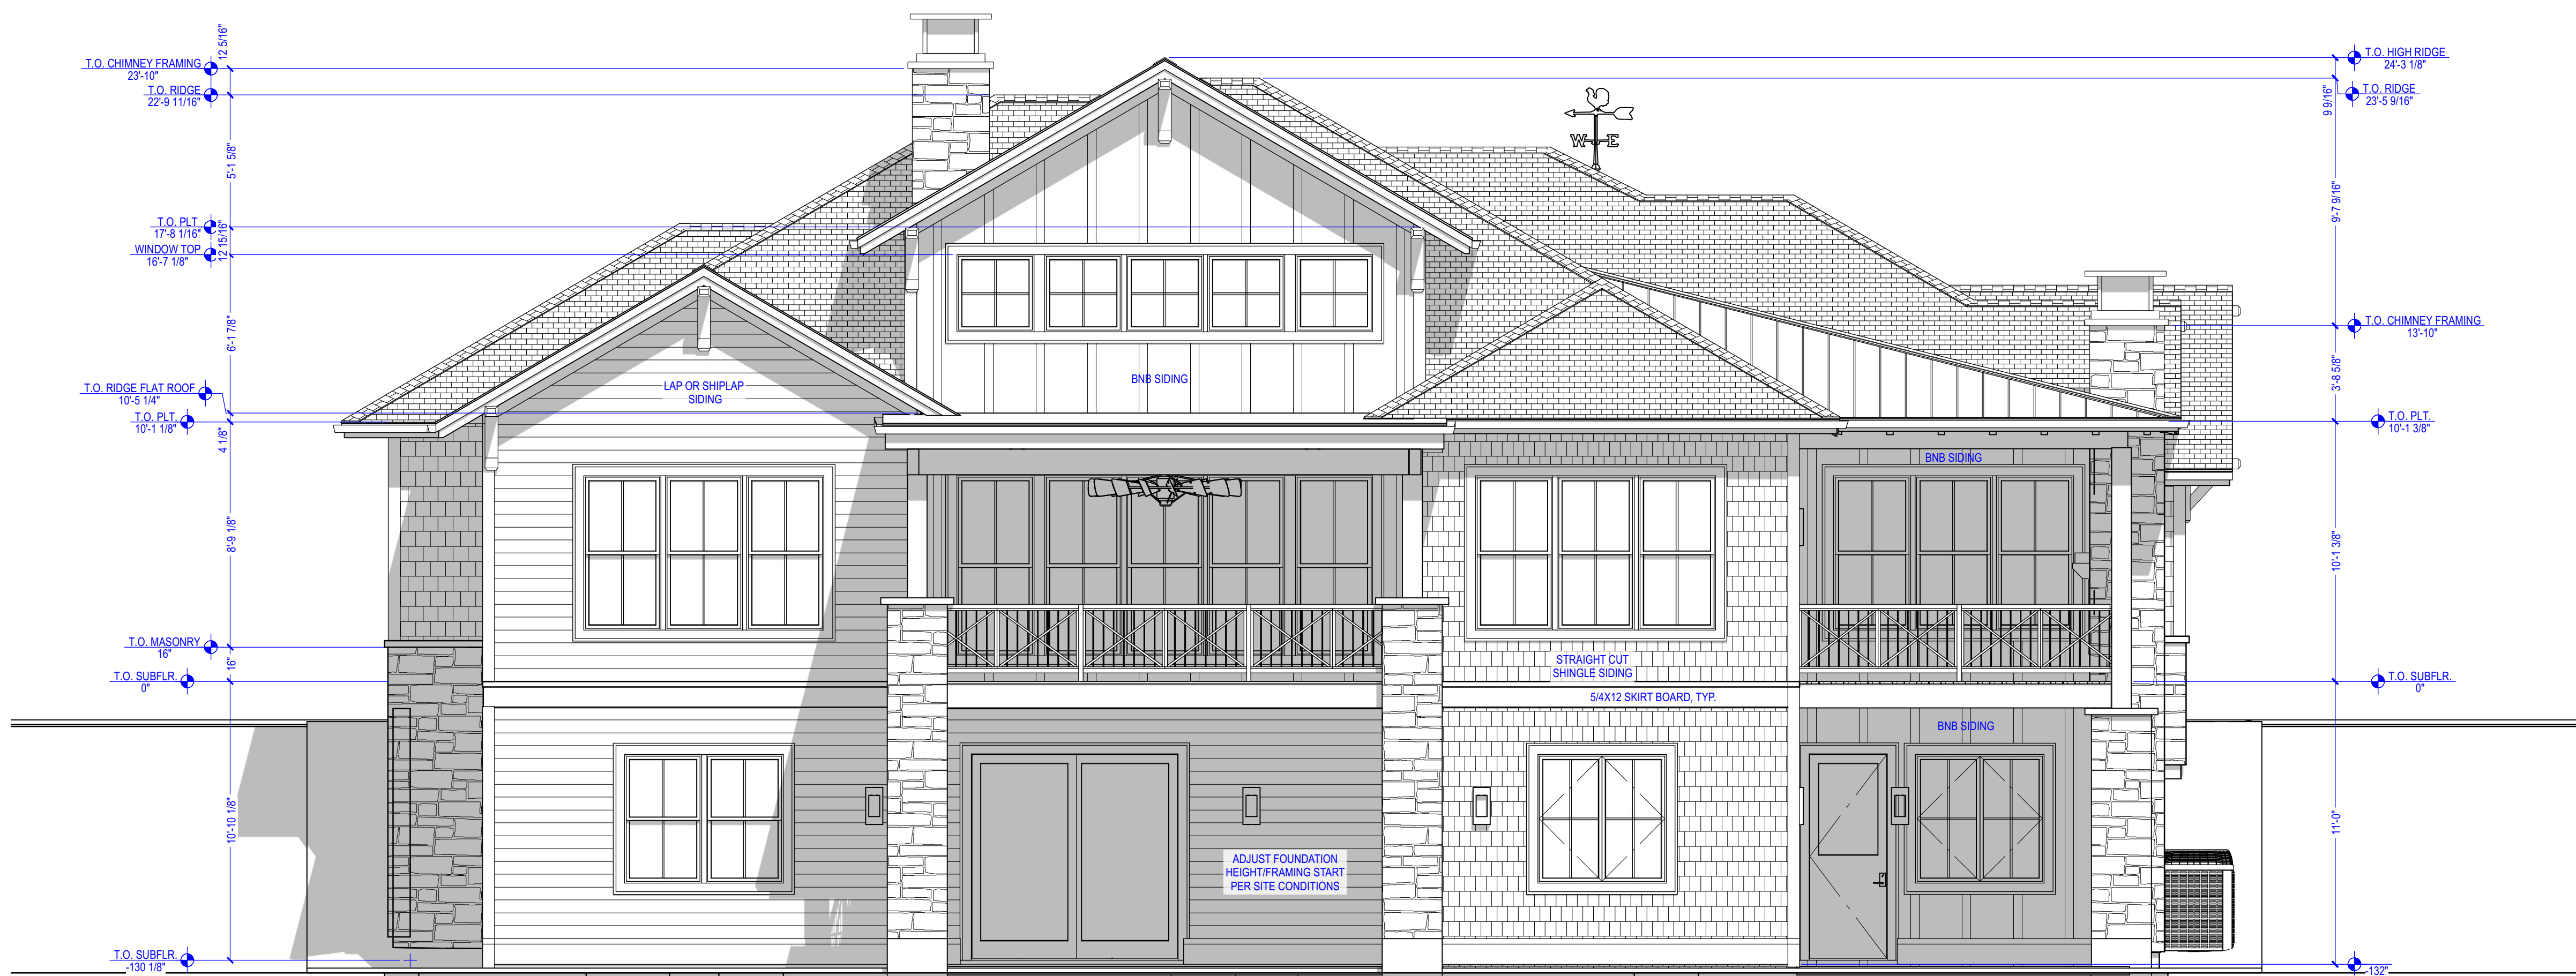 12 5/16"
T.O. CHIMNEY FRAMING
23'-10"
T.O. RIDGE
22'-9 11/16"
5'-1 5/8"
T.O. PLT
17'-8 1/16"
12 15/16"
WINDOW TOP
16'-7 1/8"
6'-1 7/8"
T.O. RIDGE FLAT ROOF
10'-5 1/4"
T.O. PLT.
10'-1 1/8"
4 1/8"
8'-9 1/8"
T.O. MASONRY
16"
16"
T.O. SUBFLR.
0"
10'-10 1/8"
T.O. SUBFLR.
-130 1/8"
W E
LAP OR SHIPLAP
SIDING
BNB SIDING
BNB SIDING
STRAIGHT CUT
SHINGLE SIDING
5/4X12 SKIRT BOARD, TYP.
BNB SIDING
ADJUST FOUNDATION
HEIGHT/FRAMING START
PER SITE CONDITIONS
T.O. HIGH RIDGE
24'-3 1/8"
9 9/16"
T.O. RIDGE
23'-5 9/16"
9'-7 9/16"
T.O. CHIMNEY FRAMING
13'-10"
3'-8 5/8"
T.O. PLT.
10'-1 3/8"
10'-1 3/8"
T.O. SUBFLR.
0"
11'-0"
-132"